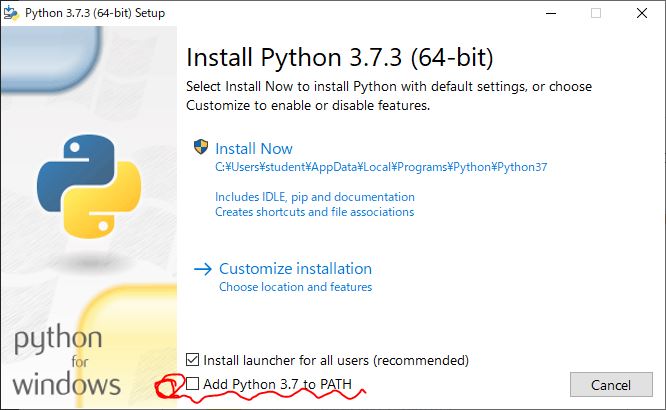 Python 3.7.3 (64-bit) Setup
Install Python 3.7.3 (64-bit)
Select Install Now to install Python with default settings, or choose
Customize to enable or disable features.
Install Now
C:¥Users¥student¥AppData¥Local¥Programs¥Python¥Python37
Includes IDLE, pip and documentation
Creates shortcuts and file associations
Customize installation
Choose location and features
python
for
windows
Install launcher for all users (recommended)
Add Python 3.7 to PATH
Cancel